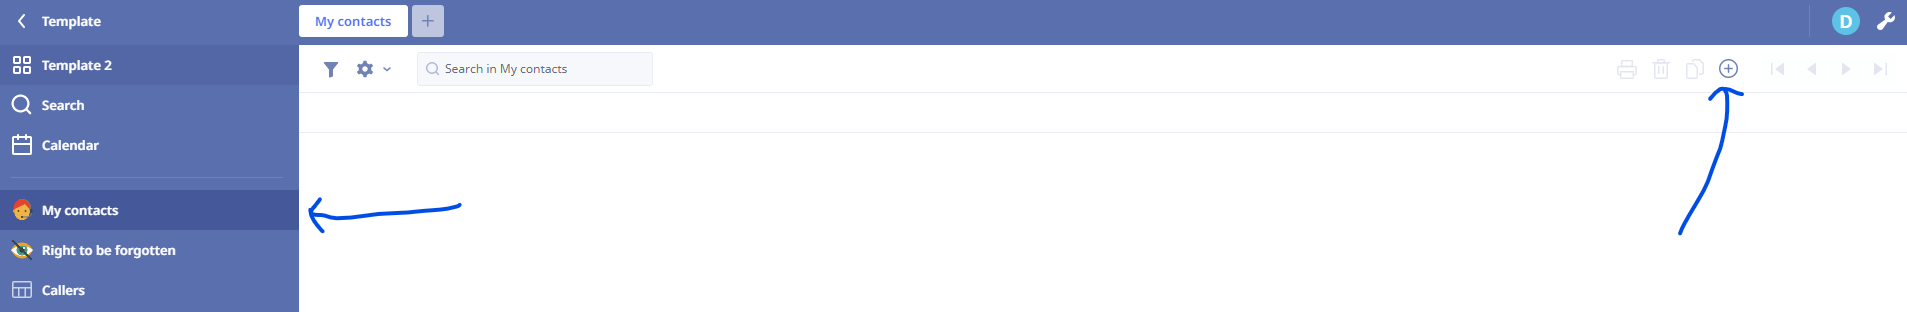 Template
My contacts
+
D
Template 2
Search in My contacts
Search
Calendar
My contacts
Right to be forgotten
Callers